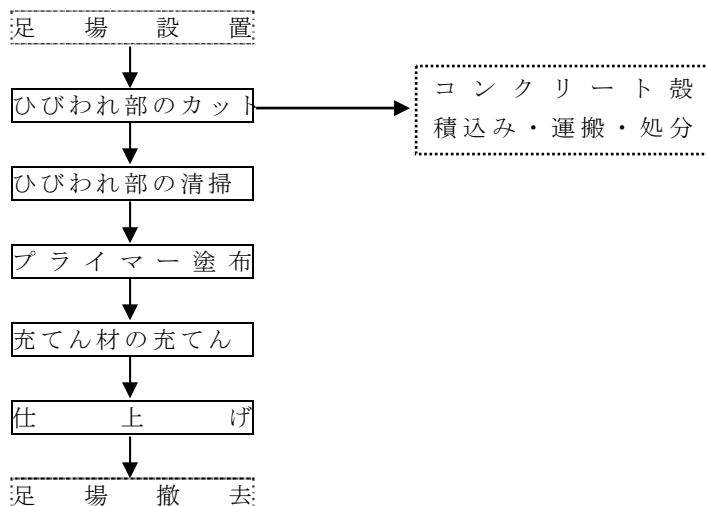 足場設置
ひびわれ部のカット
コンクリート殻
積込み・運搬・処分
ひびわれ部の清掃
プライマー塗布
充てん材の充てん
仕上げ
足場撤去